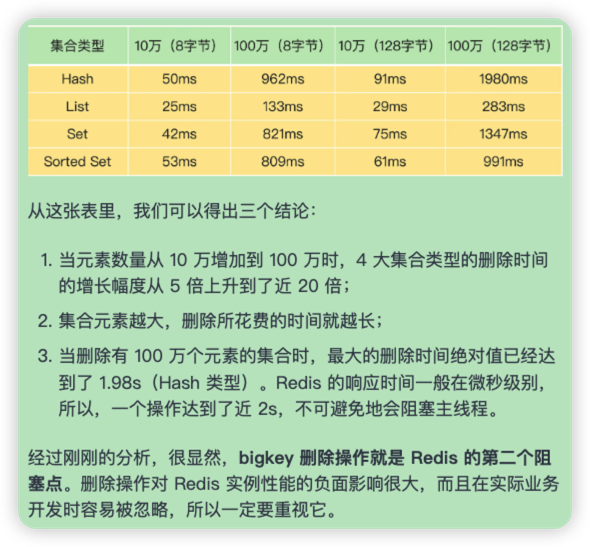 集合类型 10万（8字节） 100万（8字节） 10万（128字节） 100万（128字节）
Hash 50ms 962ms 91ms 1980ms
List 25ms 133ms 29ms 283ms
Set 42ms 821ms 75ms 1347ms
Sorted Set 53ms 809ms 61ms 991ms
从这张表里，我们可以得出三个结论：
1. 当元素数量从 10 万增加到 100 万时，4 大集合类型的删除时间
的增长幅度从 5 倍上升到了近 20 倍；
2. 集合元素越大，删除所花费的时间就越长；
3. 当删除有 100 万个元素的集合时，最大的删除时间绝对值已经达
到了 1.98s（Hash 类型）。Redis 的响应时间一般在微秒级别，
所以，一个操作达到了近 2s，不可避免地会阻塞主线程。
经过刚刚的分析，很显然，bigkey 删除操作就是 Redis 的第二个阻
塞点。删除操作对 Redis 实例性能的负面影响很大，而且在实际业务
开发时容易被忽略，所以一定要重视它。